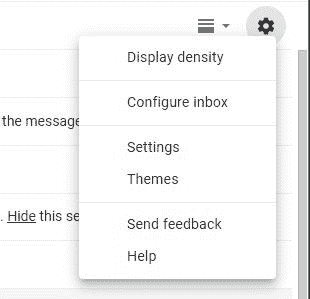 Display density
Configure inbox
the message
Settings
Themes
. Hide this se
Send feedback
Help